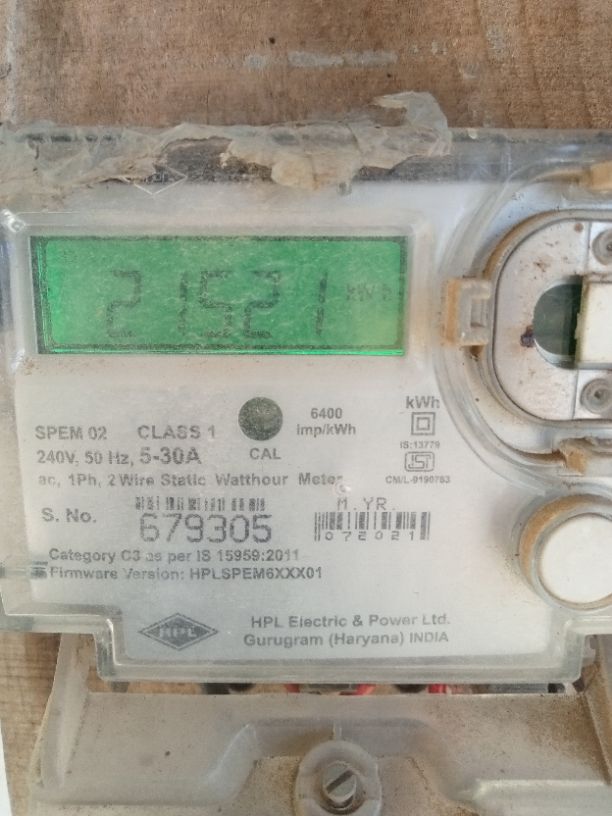 21521 kWh
6400
imp/kWh
kWh
SPEM 02 CLASS 1
CAL
IS:13779
240V, 50 Hz, 5-30A
CM/L-9190763
ac, 1Ph, 2 Wire Static Watthour Meter
S. No. 679305
M.YR.
072021
Category C3 as per IS 15959:2011
Firmware Version: HPLSPEM6XXX01
HPL
HPL Electric & Power Ltd.
Gurugram (Haryana) INDIA